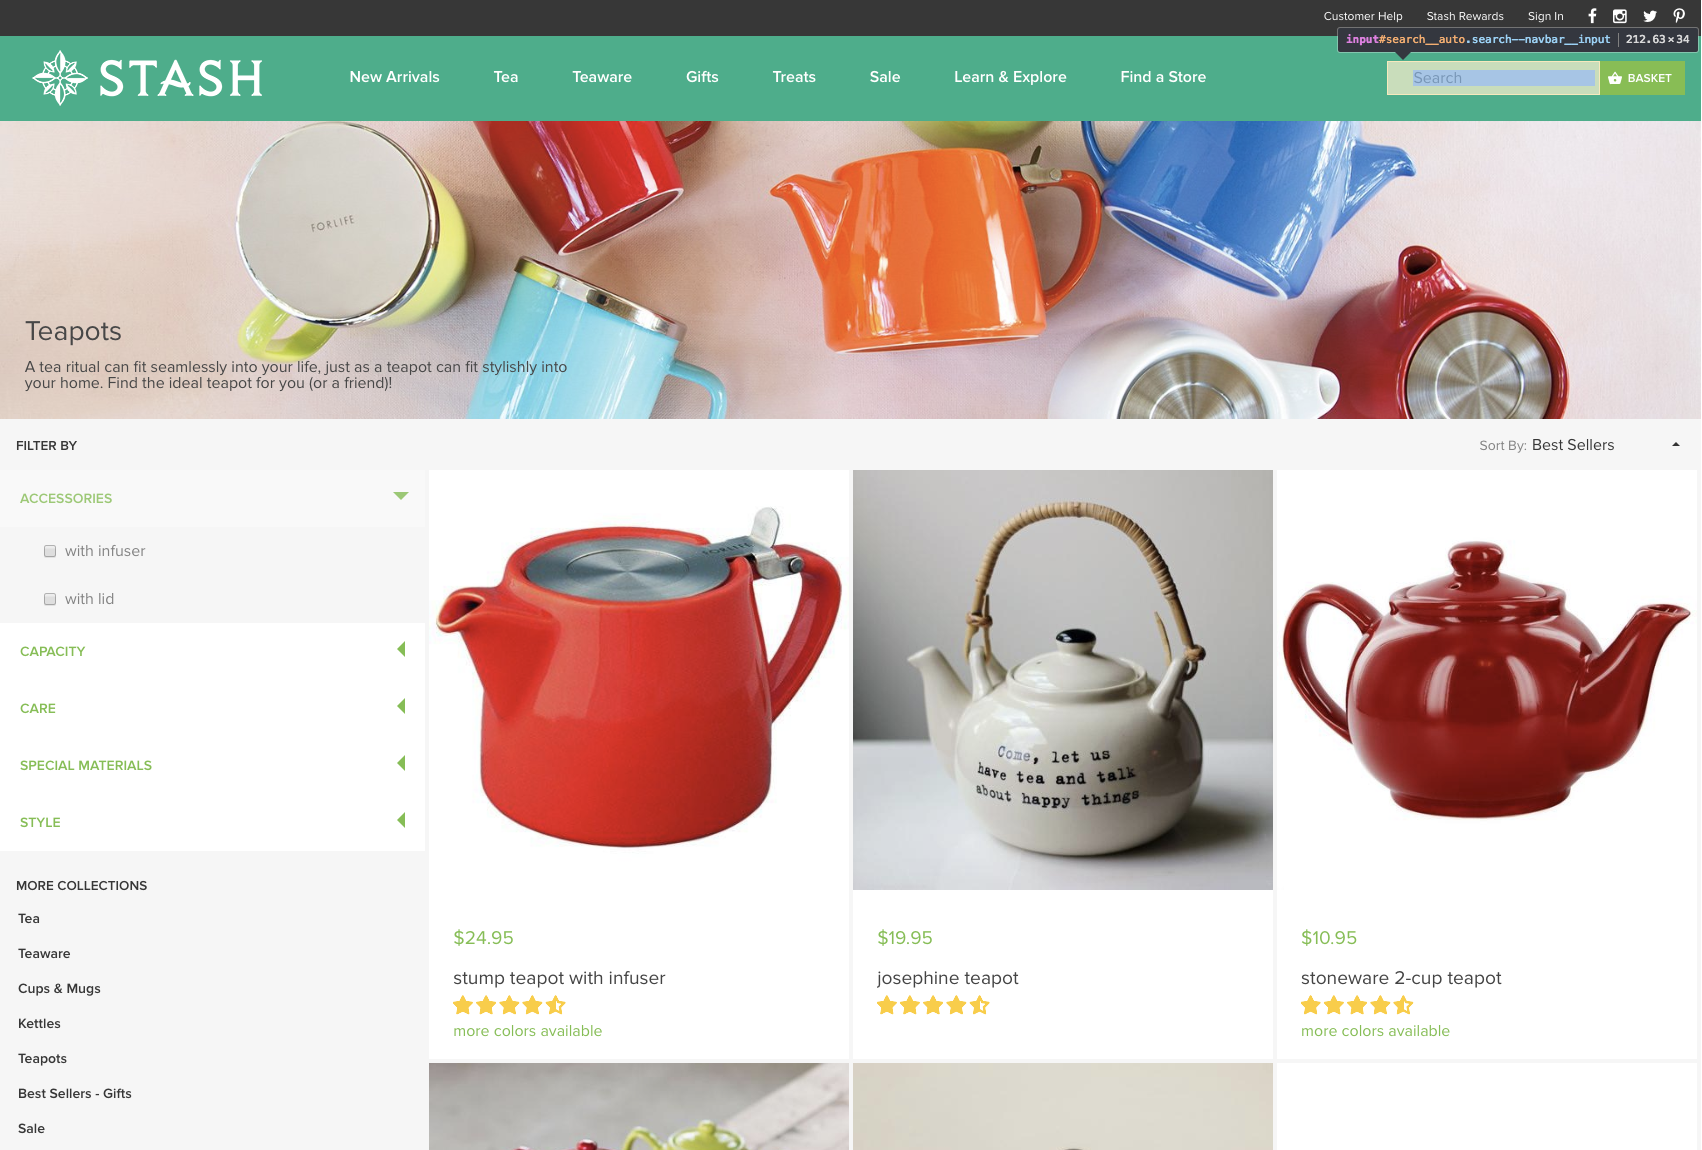 Customer Help Stash Rewards Sign In
input#search__auto.search--navbar__input 212.63 × 34
STASH New Arrivals Tea Teaware Gifts Treats Sale Learn & Explore Find a Store Search BASKET
FORLIFE
Teapots
A tea ritual can fit seamlessly into your life, just as a teapot can fit stylishly into
your home. Find the ideal teapot for you (or a friend)!
FILTER BY
Sort By: Best Sellers
ACCESSORIES
with infuser
with lid
CAPACITY
CARE
SPECIAL MATERIALS
STYLE
MORE COLLECTIONS
Tea
Teaware
Cups & Mugs
Kettles
Teapots
Best Sellers - Gifts
Sale
FORLIFE
$24.95
stump teapot with infuser
more colors available
Come, let us
have tea and talk
about happy things
$19.95
josephine teapot
$10.95
stoneware 2-cup teapot
more colors available